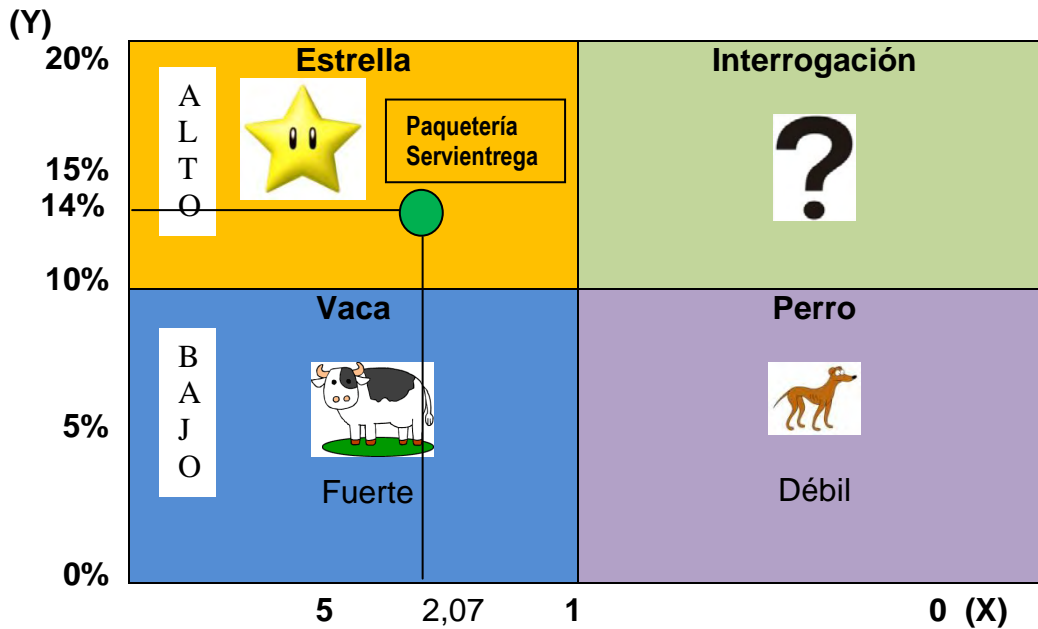 (Y)
20%
Estrella
Interrogación
A
L
T
O
Paquetería
Servientrega
15%
14%
10%
Vaca
Perro
B
A
J
O
5%
Fuerte
Débil
0%
5 2,07 1 0 (X)